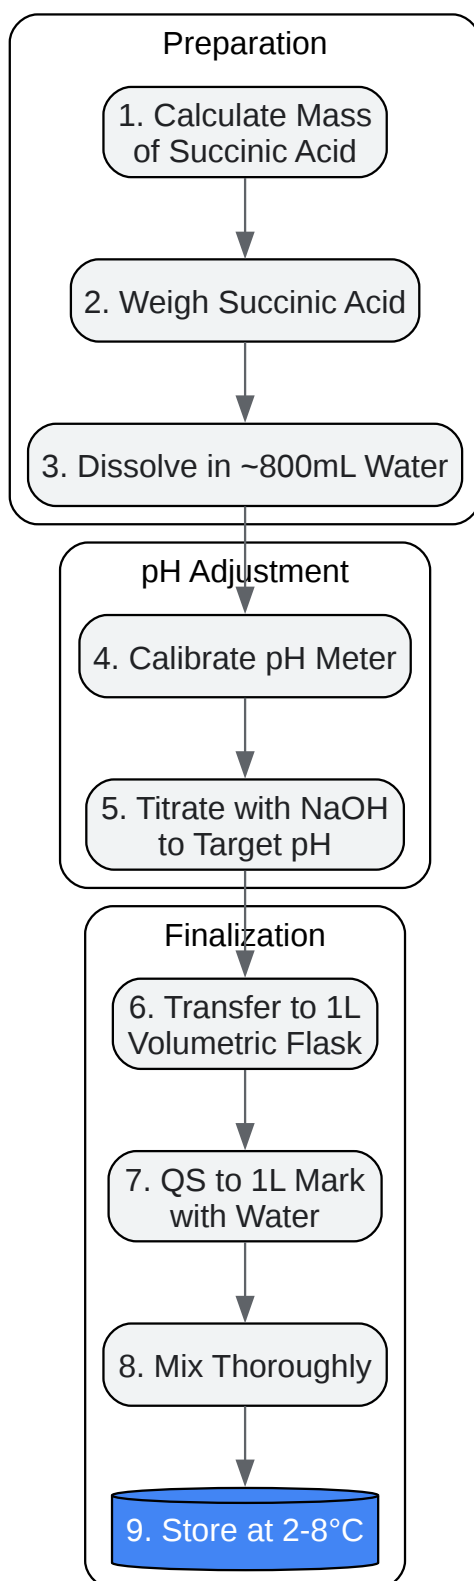 Preparation
1. Calculate Mass
of Succinic Acid
2. Weigh Succinic Acid
3. Dissolve in ~800mL Water
pH Adjustment
4. Calibrate pH Meter
5. Titrate with NaOH
to Target pH
Finalization
6. Transfer to 1L
Volumetric Flask
7. QS to 1L Mark
with Water
8. Mix Thoroughly
9. Store at 2-8°C